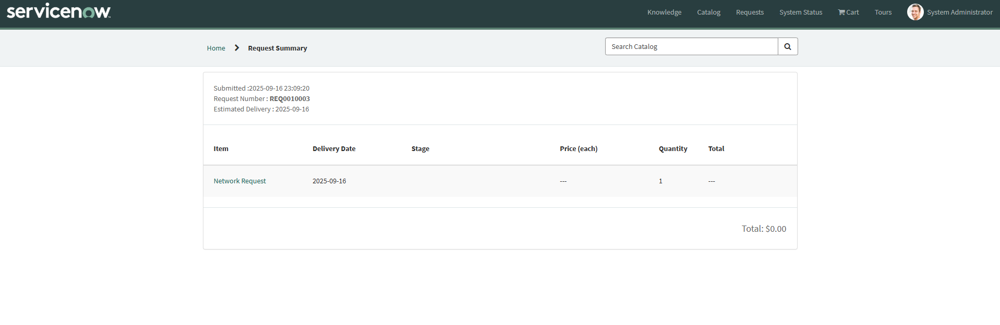 servicenow™
Knowledge Catalog Requests System Status Cart Tours System Administrator
Home Request Summary
Search Catalog
Submitted :2025-09-16 23:09:20
Request Number : REQ0010003
Estimated Delivery : 2025-09-16
Item Delivery Date Stage Price (each) Quantity Total
Network Request 2025-09-16 --- 1 ---
Total: $0.00